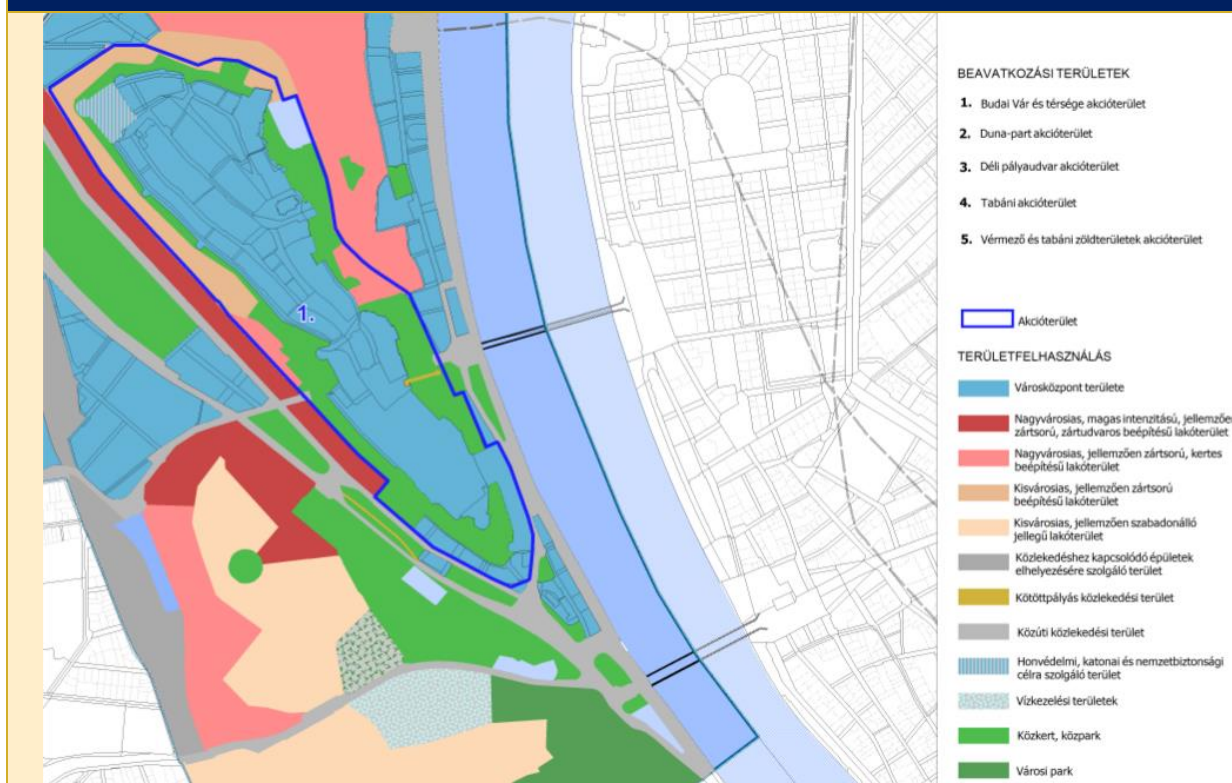 BEAVATKOZÁSI TERÜLETEK
1. Budai Vár és térsége akcióterület
2. Duna-part akcióterület
3. Déli pályaudvar akcióterület
4. Tabáni akcióterület
5. Vérmező és tabáni zöldterületek akcióterület
1.
Akcióterület
TERÜLETFELHASZNÁLÁS
Városközpont területe
Nagyvárosias, magas intenzitású, jellemzően
zártsorú, zártudvaros beépítésű lakóterület
Nagyvárosias, jellemzően zártsorú, kertes
beépítésű lakóterület
Kisvárosias, jellemzően zártsorú
beépítésű lakóterület
Kisvárosias, jellemzően szabadonálló
jellegű lakóterület
Közlekedéshez kapcsolódó épületek
elhelyezésére szolgáló terület
Kötöttpályás közlekedési terület
Közúti közlekedési terület
Honvédelmi, katonai és nemzetbiztonsági
célra szolgáló terület
Vízkezelési területek
Közkert, közpark
Városi park